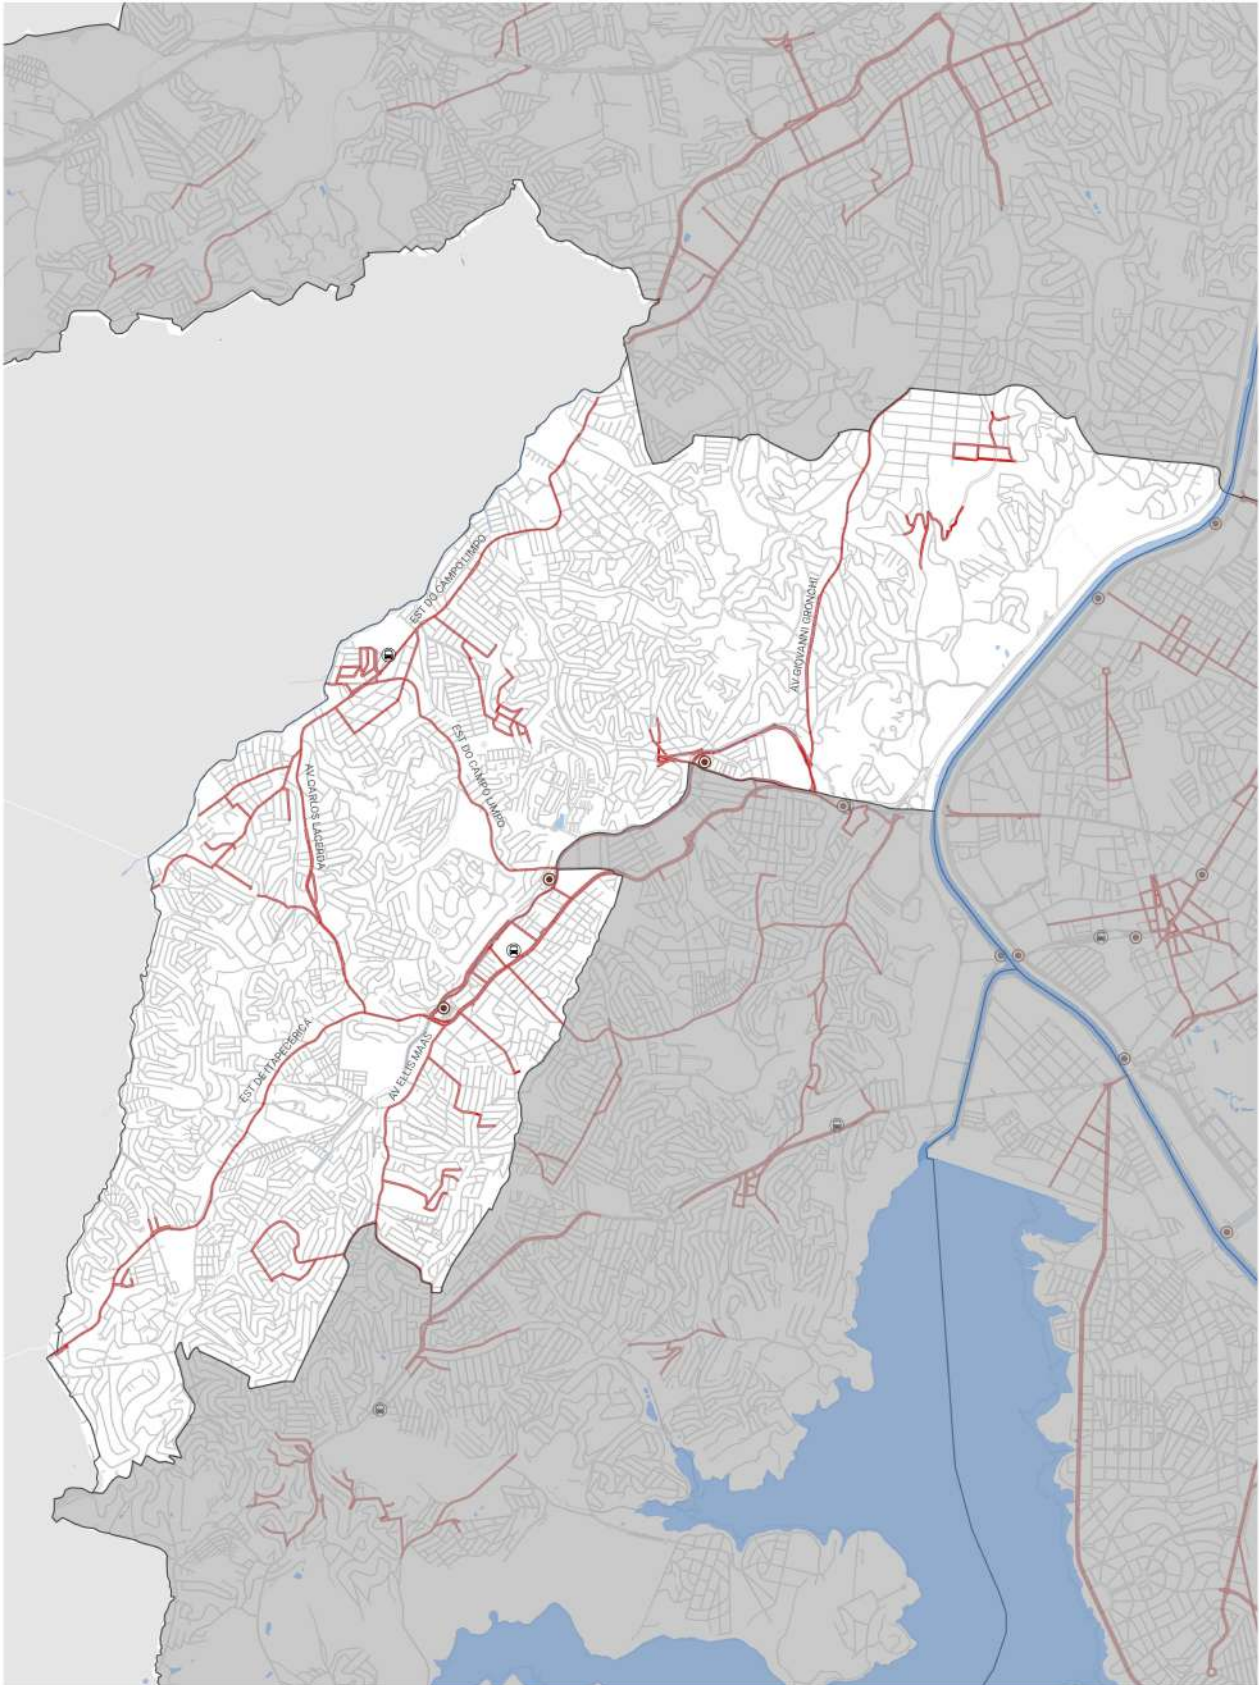 EST DO CAMPO LIMPO
AV GIOVANNI GRONCHI
EST DO CAMPO LIMPO
AV CARLOS LACERDA
EST DE ITAPECERICA
AV ELLIS MAAS